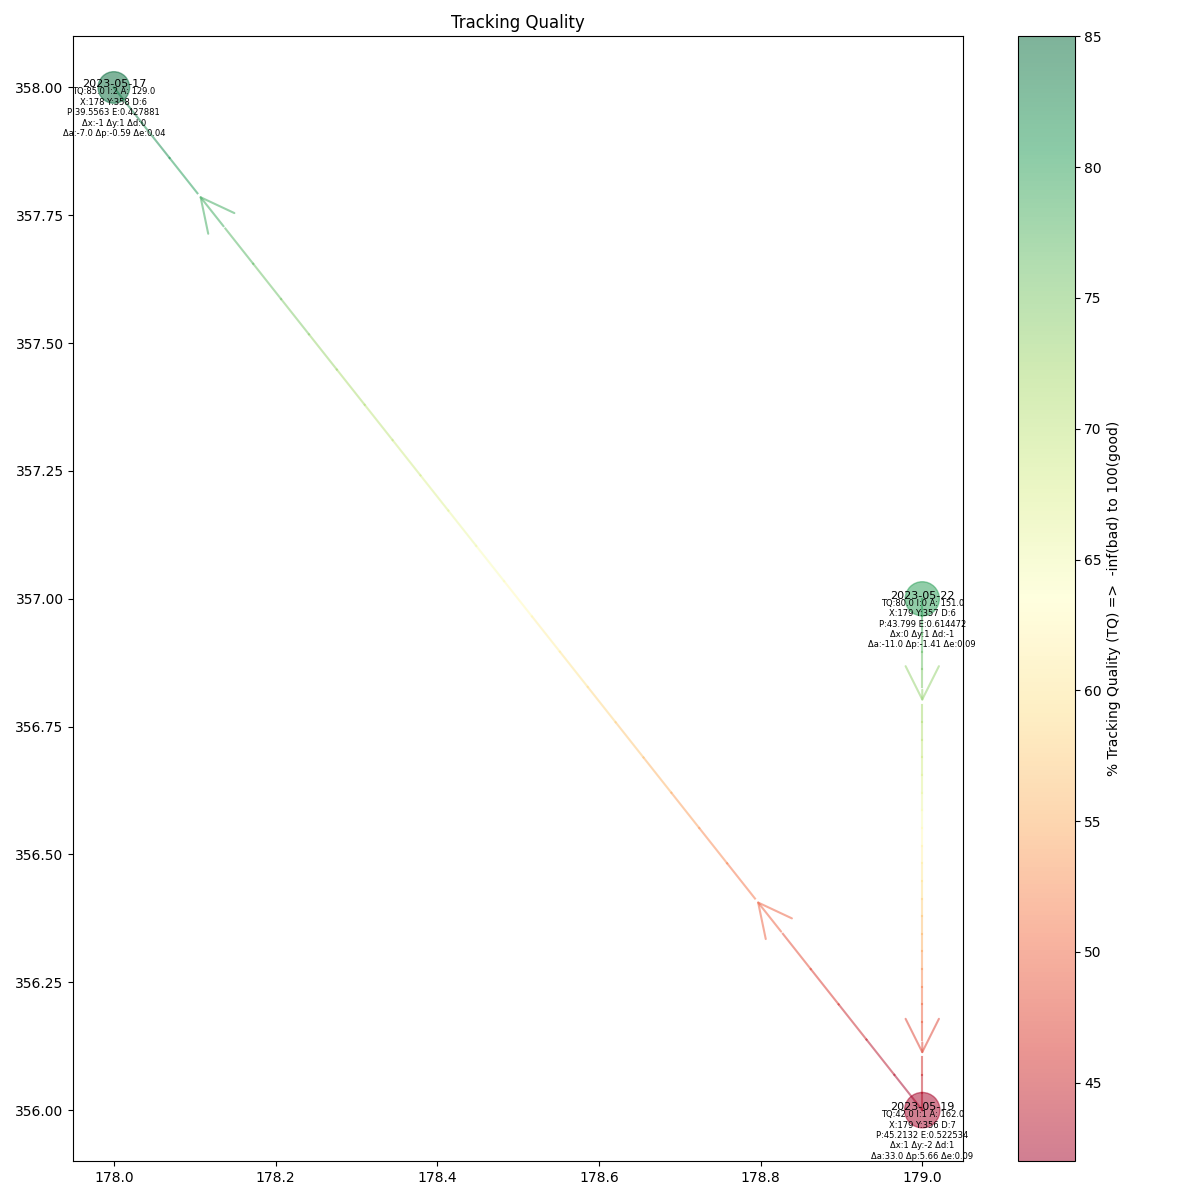 Tracking Quality
358.00
357.75
357.50
357.25
357.00
356.75
356.50
356.25
356.00
2023-05-17
TQ:85.0 I:2 A: 129.0
X:178 Y:358 D:6
P:39.5563 E:0.427881
Δx:-1 Δy:1 Δd:0
Δa:-7.0 Δp:-0.59 Δe:0.04
2023-05-22
TQ:80.0 I:0 A: 151.0
X:179 Y:357 D:6
P:43.799 E:0.614472
Δx:0 Δy:1 Δd:-1
Δa:-11.0 Δp:-1.41 Δe:0.09
2023-05-19
TQ:42.0 I:1 A: 162.0
X:179 Y:356 D:7
P:45.2132 E:0.522534
Δx:1 Δy:-2 Δd:1
Δa:33.0 Δp:5.66 Δe:0.09
178.0 178.2 178.4 178.6 178.8 179.0
85
80
75
70
65
60
55
50
45
% Tracking Quality (TQ) => -inf(bad) to 100(good)